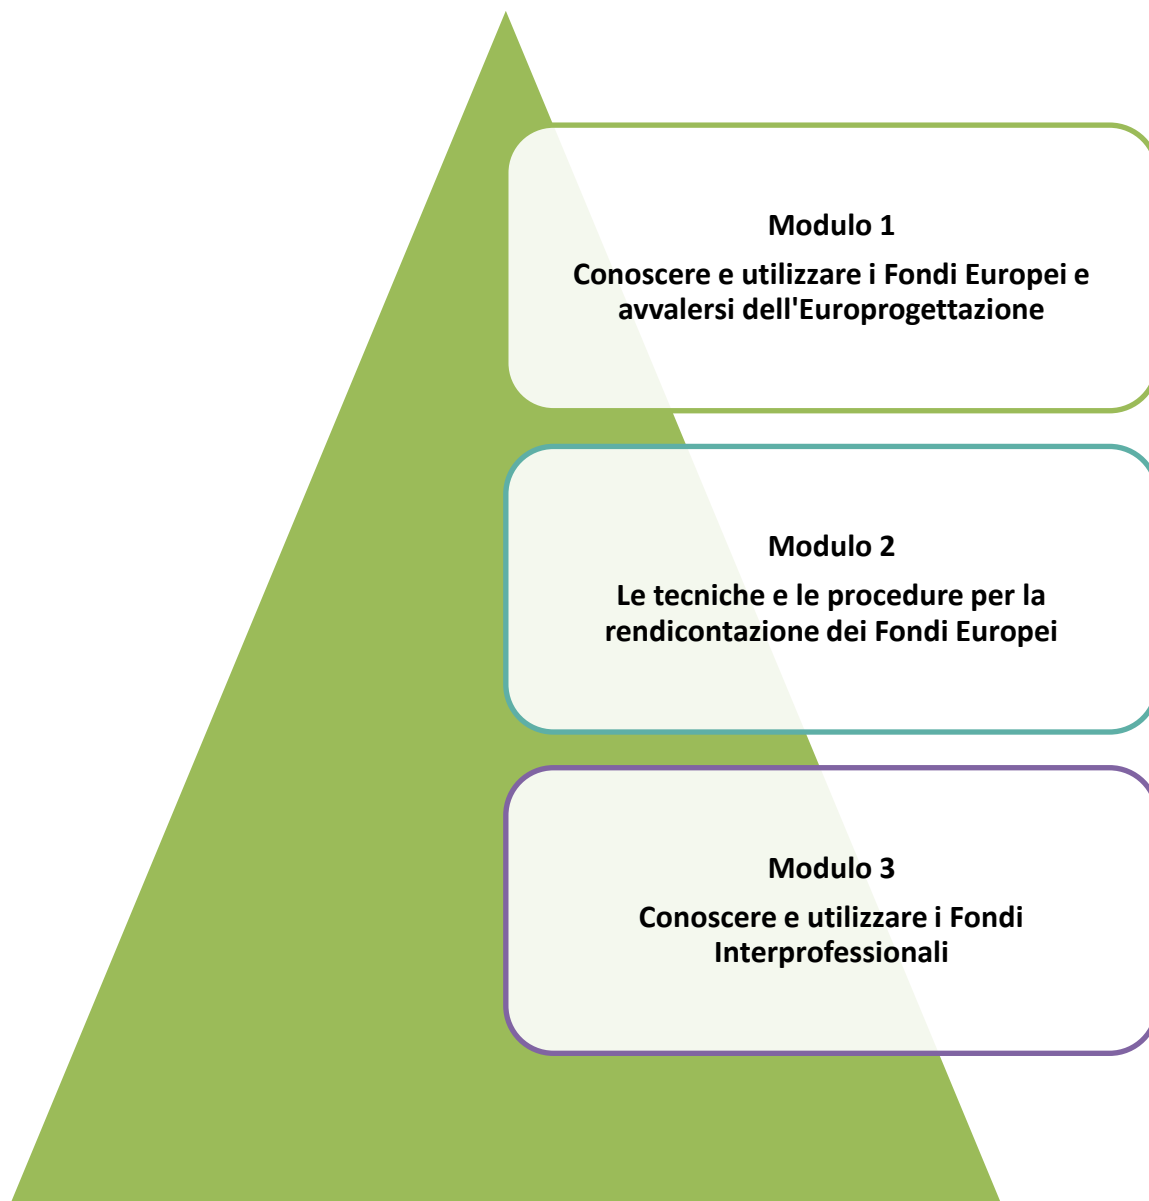 Modulo 1
Conoscere e utilizzare i Fondi Europei e
avvalersi dell'Europrogettazione
Modulo 2
Le tecniche e le procedure per la
rendicontazione dei Fondi Europei
Modulo 3
Conoscere e utilizzare i Fondi
Interprofessionali